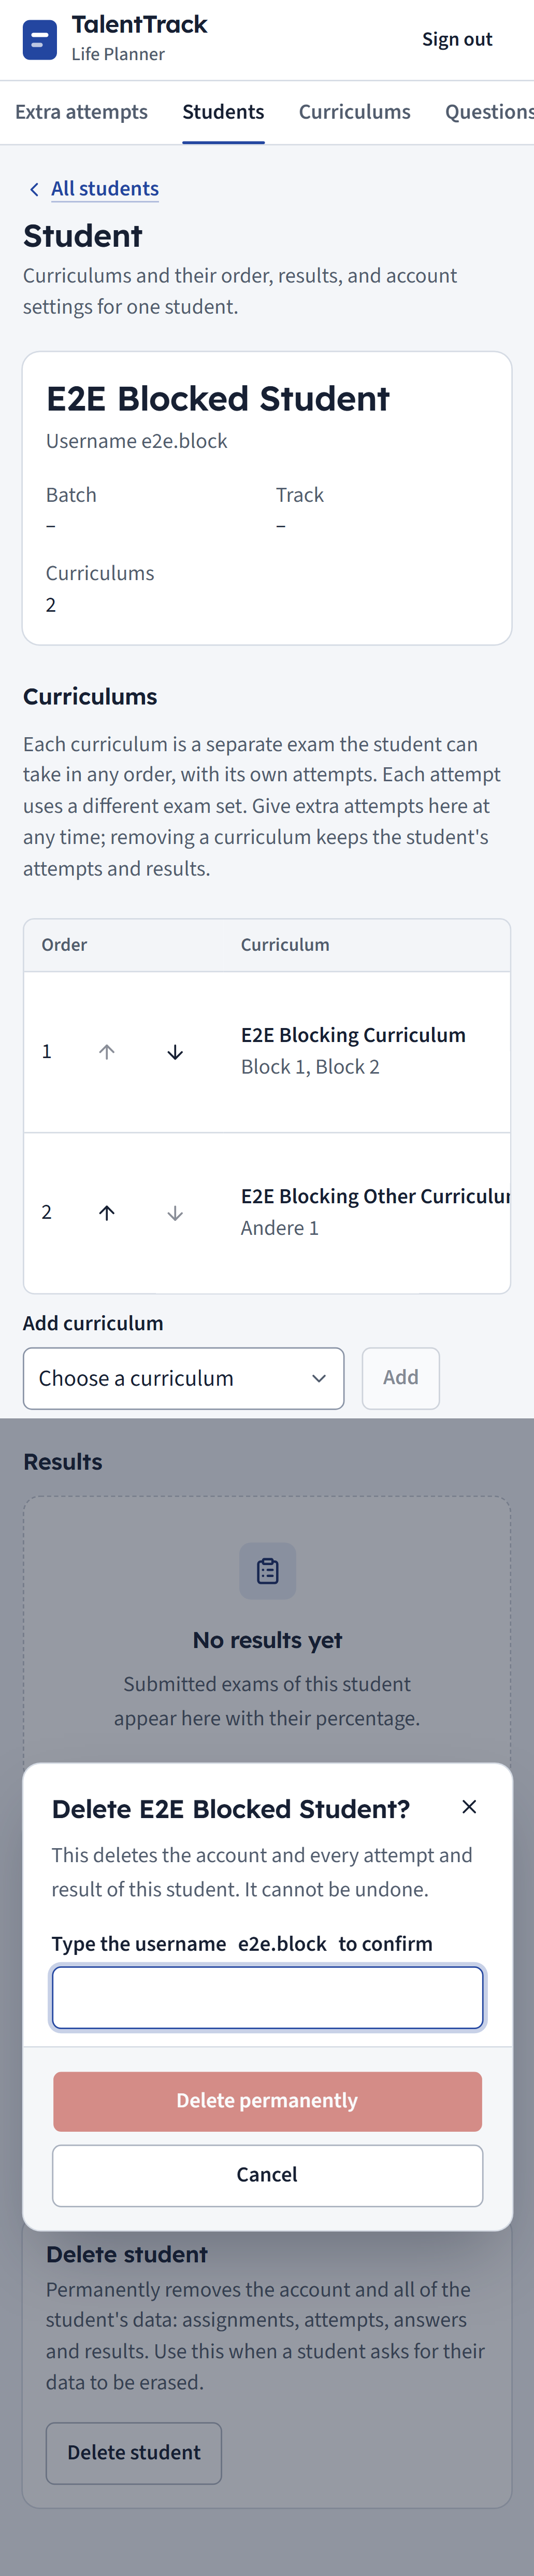 TalentTrack
Life Planner
Sign out
Extra attempts Students Curriculums Questions
All students
Student
Curriculums and their order, results, and account
settings for one student.
E2E Blocked Student
Username e2e.block
Batch Track
– –
Curriculums
2
Curriculums
Each curriculum is a separate exam the student can
take in any order, with its own attempts. Each attempt
uses a different exam set. Give extra attempts here at
any time; removing a curriculum keeps the student's
attempts and results.
Order Curriculum
1 E2E Blocking Curriculum
Block 1, Block 2
2 E2E Blocking Other Curriculum
Andere 1
Add curriculum
Choose a curriculum Add
Results
No results yet
Submitted exams of this student
appear here with their percentage.
Delete E2E Blocked Student?
This deletes the account and every attempt and
result of this student. It cannot be undone.
Type the username e2e.block to confirm
Delete permanently
Cancel
Delete student
Permanently removes the account and all of the
student's data: assignments, attempts, answers
and results. Use this when a student asks for their
data to be erased.
Delete student